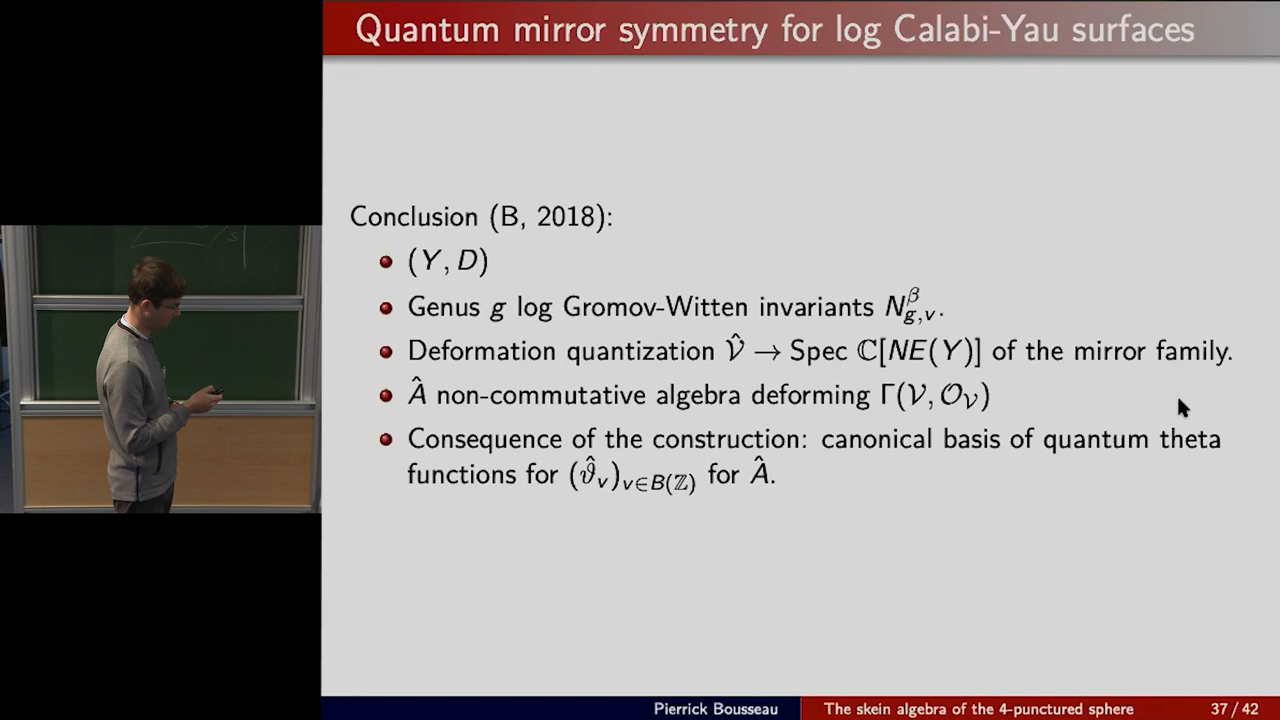 Quantum mirror symmetry for log Calabi-Yau surfaces
Conclusion (B, 2018):
(Y, D)
Genus g log Gromov-Witten invariants N^β_{g,v}.
Deformation quantization 𝒱̂ → Spec ℂ[NE(Y)] of the mirror family.
Â non-commutative algebra deforming Γ(𝒱, 𝒪_𝒱)
Consequence of the construction: canonical basis of quantum theta
functions for (ϑ̂_v)_{v∈B(ℤ)} for Â.
Pierrick Bousseau
The skein algebra of the 4-punctured sphere
37 / 42